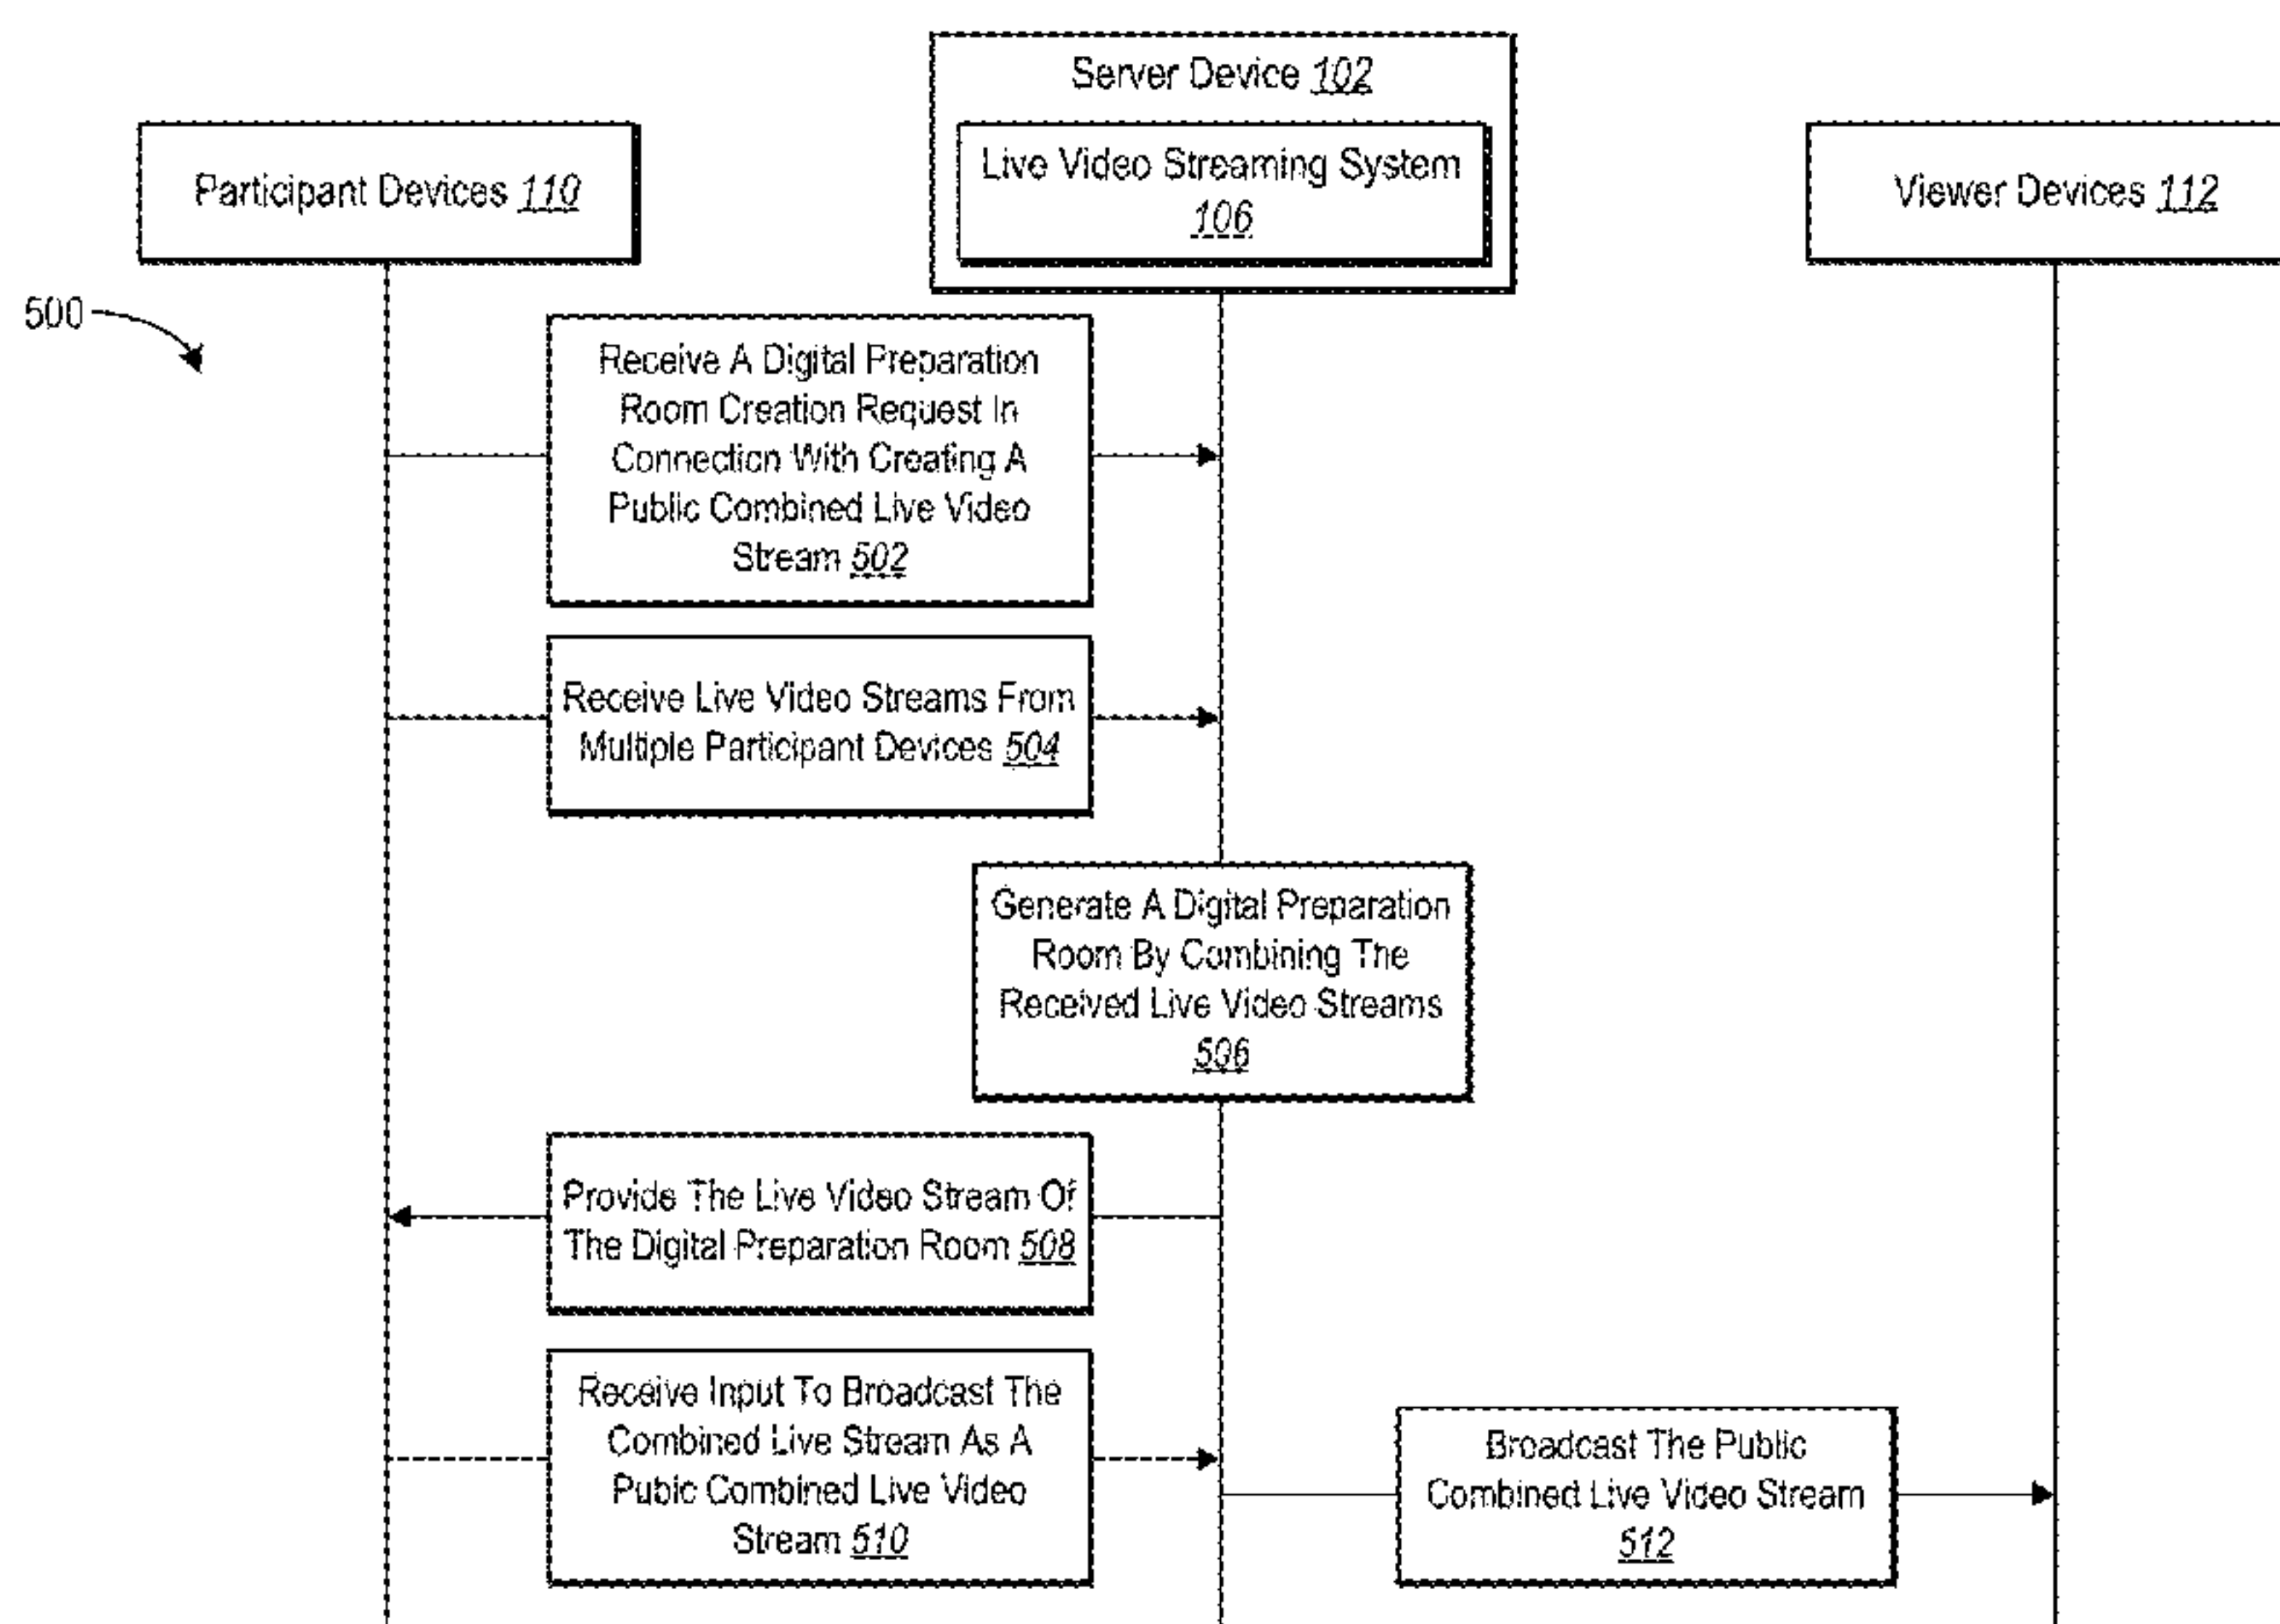 Server Device 102
Participant Devices 110
Live Video Streaming System
106
Viewer Devices 112
500
Receive A Digital Preparation
Room Creation Request In
Connection With Creating A
Public Combined Live Video
Stream 502
Receive Live Video Streams From
Multiple Participant Devices 504
Generate A Digital Preparation
Room By Combining The
Received Live Video Streams
506
Provide The Live Video Stream Of
The Digital Preparation Room 508
Receive Input To Broadcast The
Combined Live Stream As A
Pubic Combined Live Video
Stream 510
Broadcast The Public
Combined Live Video Stream
512